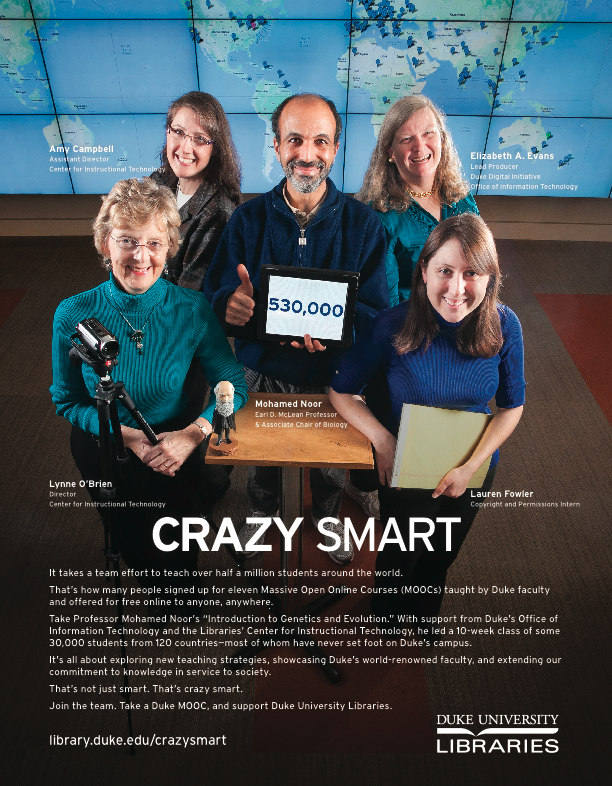 Amy Campbell
Assistant Director
Center for Instructional Technology
Elizabeth A. Evans
Lead Producer
Duke Digital Initiative
Office of Information Technology
530,000
Mohamed Noor
Earl D. McLean Professor
& Associate Chair of Biology
Lynne O'Brien
Director
Center for Instructional Technology
Lauren Fowler
Copyright and Permissions Intern
CRAZY SMART
It takes a team effort to teach over half a million students around the world.
That's how many people signed up for eleven Massive Open Online Courses (MOOCs) taught by Duke faculty
and offered for free online to anyone, anywhere.
Take Professor Mohamed Noor's “Introduction to Genetics and Evolution.” With support from Duke's Office of
Information Technology and the Libraries' Center for Instructional Technology, he led a 10-week class of some
30,000 students from 120 countries—most of whom have never set foot on Duke's campus.
It's all about exploring new teaching strategies, showcasing Duke's world-renowned faculty, and extending our
commitment to knowledge in service to society.
That's not just smart. That's crazy smart.
Join the team. Take a Duke MOOC, and support Duke University Libraries.
library.duke.edu/crazysmart
DUKE UNIVERSITY
LIBRARIES